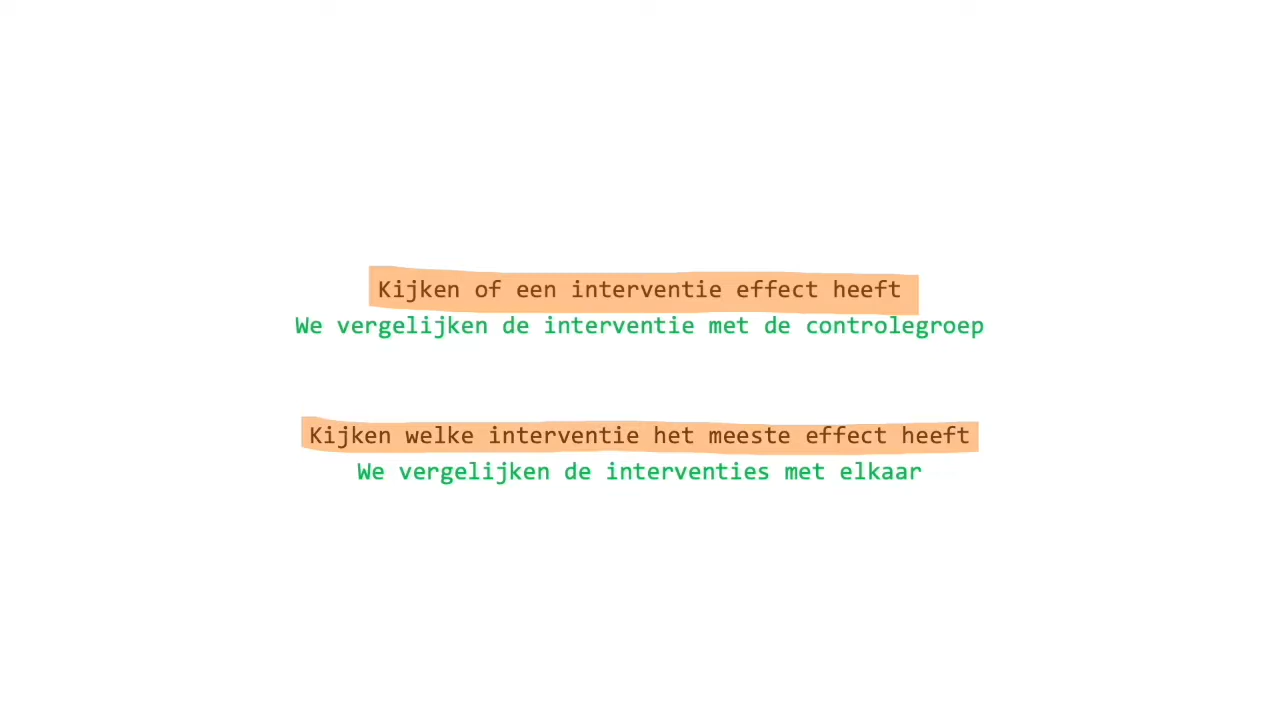 Kijken of een interventie effect heeft
We vergelijken de interventie met de controlegroep
Kijken welke interventie het meeste effect heeft
We vergelijken de interventies met elkaar